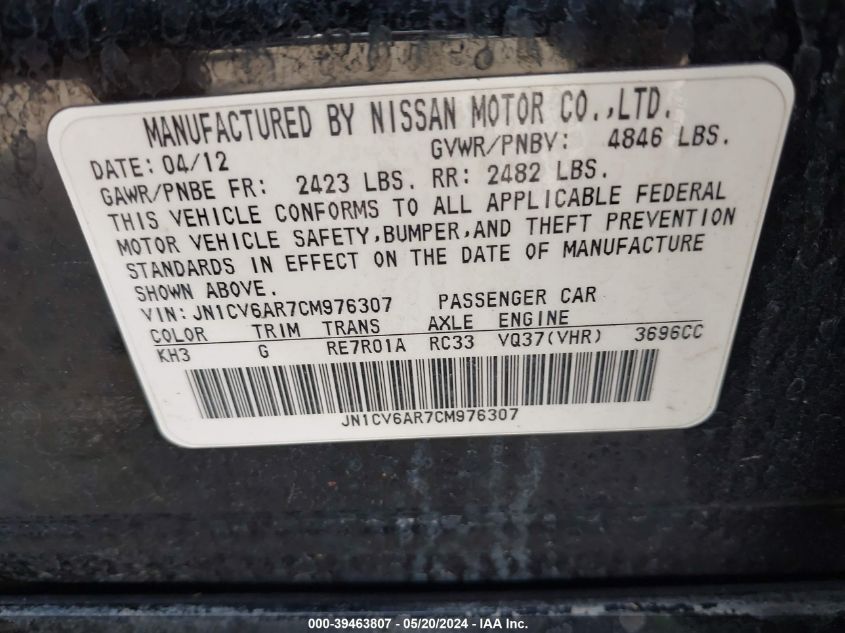 MANUFACTURED BY NISSAN MOTOR CO.,LTD.
DATE: 04/12 GVWR/PNBV: 4846 LBS.
GAWR/PNBE FR: 2423 LBS. RR: 2482 LBS.
THIS VEHICLE CONFORMS TO ALL APPLICABLE FEDERAL
MOTOR VEHICLE SAFETY,BUMPER,AND THEFT PREVENTION
STANDARDS IN EFFECT ON THE DATE OF MANUFACTURE
SHOWN ABOVE.
VIN: JN1CV6AR7CM976307 PASSENGER CAR
COLOR TRIM TRANS AXLE ENGINE
KH3 G RE7R01A RC33 VQ37(VHR) 3696CC
JN1CV6AR7CM976307
000-39463807 - 05/20/2024 - IAAI.COM